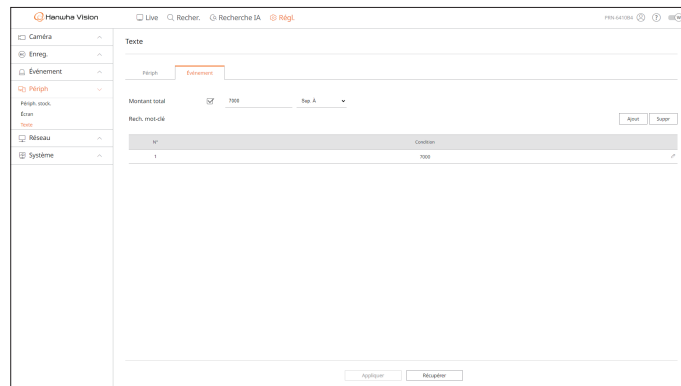 Hanwha Vision
Live Recher. Recherche IA Régl.
PRN-6410B4
Caméra
Enreg.
Événement
Périph
Périph. stock.
Écran
Texte
Réseau
Système
Texte
Périph Evénement
Montant total 7000 Sup. À
Rech. mot-clé
Ajout Suppr
N° Condition
1 7000
Appliquer Récupérer